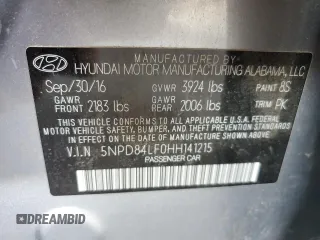 MANUFACTURED BY
HYUNDAI MOTOR MANUFACTURING ALABAMA, LLC
Sep/30/16 GVWR 3924 lbs PAINT 8S
GAWR FRONT 2183 lbs GAWR REAR 2006 lbs TRIM PK
THIS VEHICLE CONFORMS TO ALL APPLICABLE
FEDERAL MOTOR VEHICLE SAFETY, BUMPER,
AND THEFT PREVENTION STANDARDS IN EFFECT
ON THE DATE OF MANUFACTURE SHOWN ABOVE
V.I.N 5NPD84LF0HH141215
PASSENGER CAR
© DREAMBID
dreambid.com